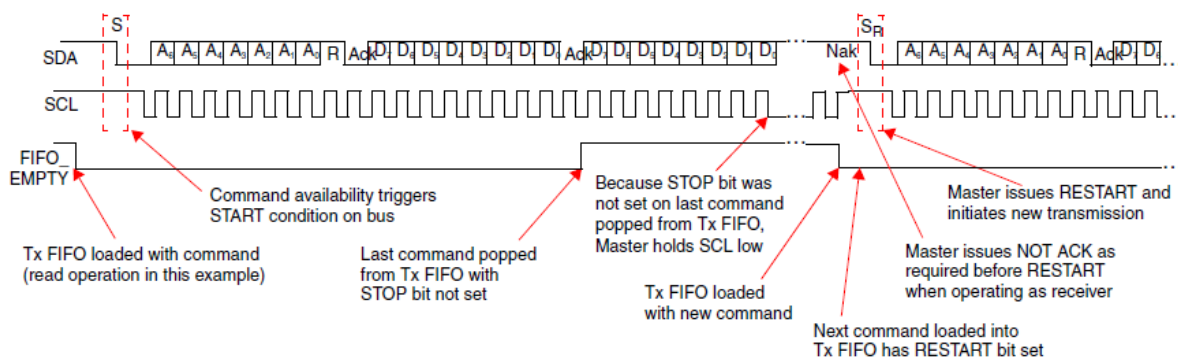 S
SR
SDA A6 A5 A4 A3 A2 A1 A0 R Ack D7 D6 D5 D4 D3 D2 D1 D0 Ack D7 D6 D5 D4 D3 D2 D1 D0 ... Nak A6 A5 A4 A3 A2 A1 A0 R Ack D7 D6 ..
SCL ... ..
FIFO_
EMPTY ... ..
Command availability triggers
START condition on bus
Tx FIFO loaded with command
(read operation in this example)
Last command popped
from Tx FIFO with
STOP bit not set
Because STOP bit was
not set on last command
popped from Tx FIFO,
Master holds SCL low
Tx FIFO loaded
with new command
Master issues RESTART and
initiates new transmission
Master issues NOT ACK as
required before RESTART
when operating as receiver
Next command loaded into
Tx FIFO has RESTART bit set